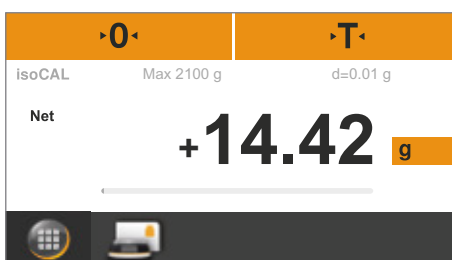 ▸0◂ ▸T◂
isoCAL Max 2100 g d=0.01 g
Net
+14.42 g